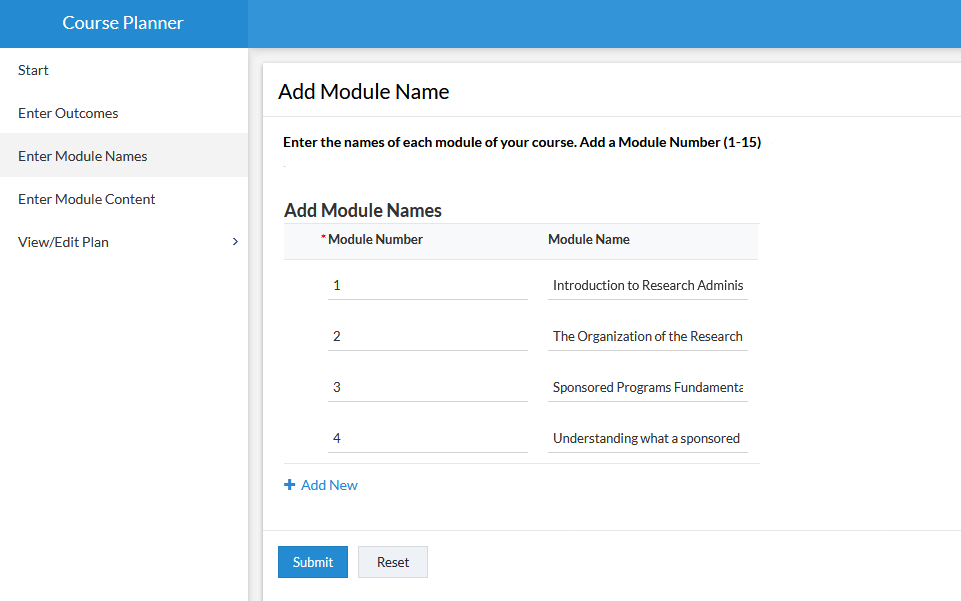 Course Planner
Start
Enter Outcomes
Enter Module Names
Enter Module Content
View/Edit Plan
Add Module Name
Enter the names of each module of your course. Add a Module Number (1-15)
Add Module Names
* Module Number Module Name
1 Introduction to Research Adminis
2 The Organization of the Research
3 Sponsored Programs Fundamenta
4 Understanding what a sponsored
+ Add New
Submit Reset